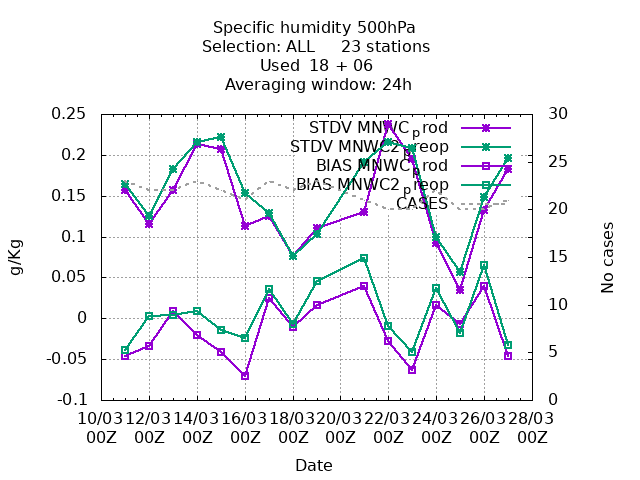 Specific humidity 500hPa
Selection: ALL 23 stations
Used 18 + 06
Averaging window: 24h
STDV MNWC_prod
STDV MNWC2_preop
BIAS MNWC_prod
BIAS MNWC2_preop
CASES
0.25
0.2
0.15
0.1
0.05
0
-0.05
-0.1
g/Kg
30
25
20
15
10
5
0
No cases
10/03 12/03 14/03 16/03 18/03 20/03 22/03 24/03 26/03 28/03
00Z 00Z 00Z 00Z 00Z 00Z 00Z 00Z 00Z 00Z
Date